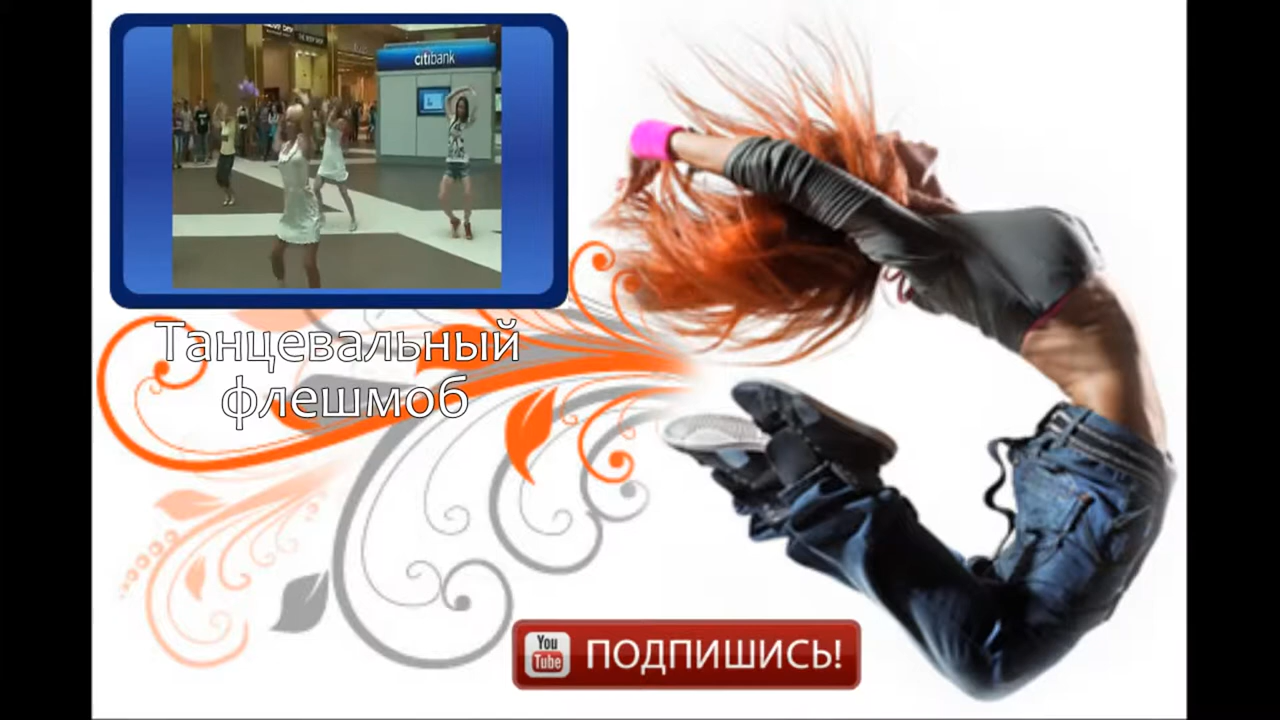 citibank
Танцевальный
флешмоб
You
Tube
ПОДПИШИСЬ!